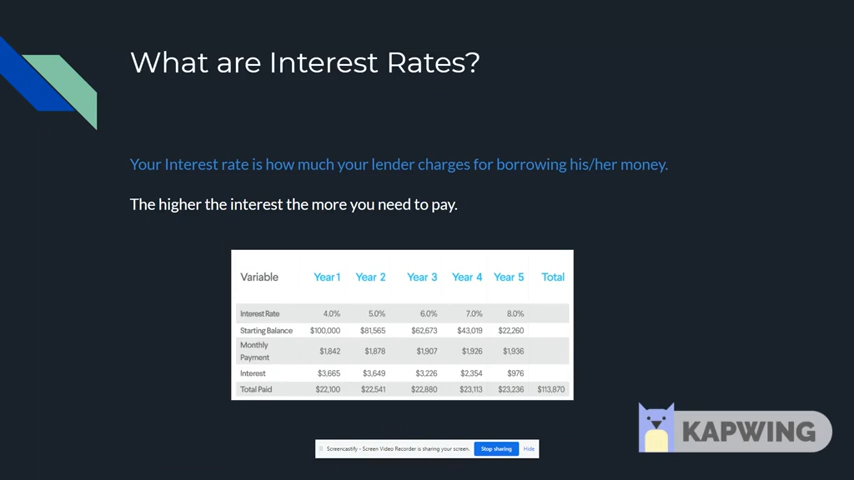 What are Interest Rates?
Your Interest rate is how much your lender charges for borrowing his/her money.
The higher the interest the more you need to pay.
Variable Year 1 Year 2 Year 3 Year 4 Year 5 Total
Interest Rate 4.0% 5.0% 6.0% 7.0% 8.0%
Starting Balance $100,000 $81,565 $62,673 $43,019 $22,260
Monthly
Payment $1,842 $1,878 $1,907 $1,926 $1,936
Interest $3,665 $3,649 $3,226 $2,354 $976
Total Paid $22,100 $22,541 $22,880 $23,113 $23,236 $113,870
KAPWING
Screencastify - Screen Video Recorder is sharing your screen. Stop sharing Hide